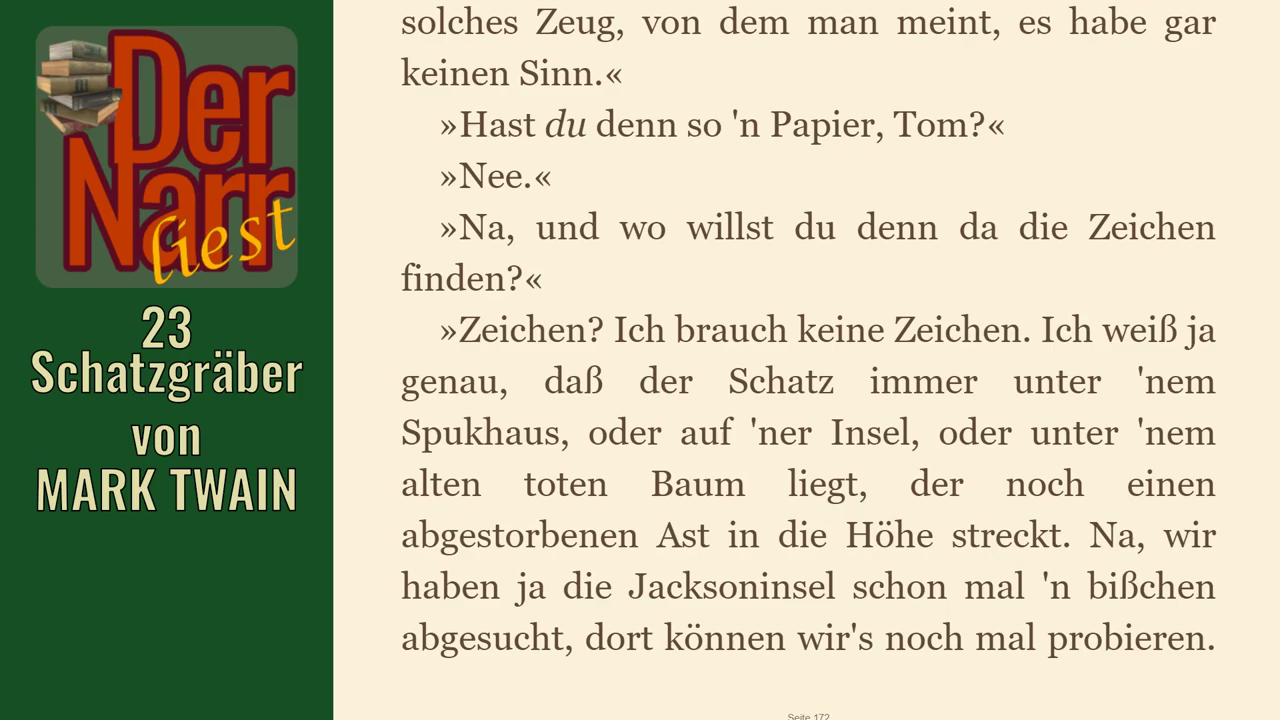 Der
Narr
liest
23
Schatzgräber
von
MARK TWAIN
solches Zeug, von dem man meint, es habe gar
keinen Sinn.«
»Hast du denn so 'n Papier, Tom?«
»Nee.«
»Na, und wo willst du denn da die Zeichen
finden?«
»Zeichen? Ich brauch keine Zeichen. Ich weiß ja
genau, daß der Schatz immer unter 'nem
Spukhaus, oder auf 'ner Insel, oder unter 'nem
alten toten Baum liegt, der noch einen
abgestorbenen Ast in die Höhe streckt. Na, wir
haben ja die Jacksoninsel schon mal 'n bißchen
abgesucht, dort können wir's noch mal probieren.
Seite 172